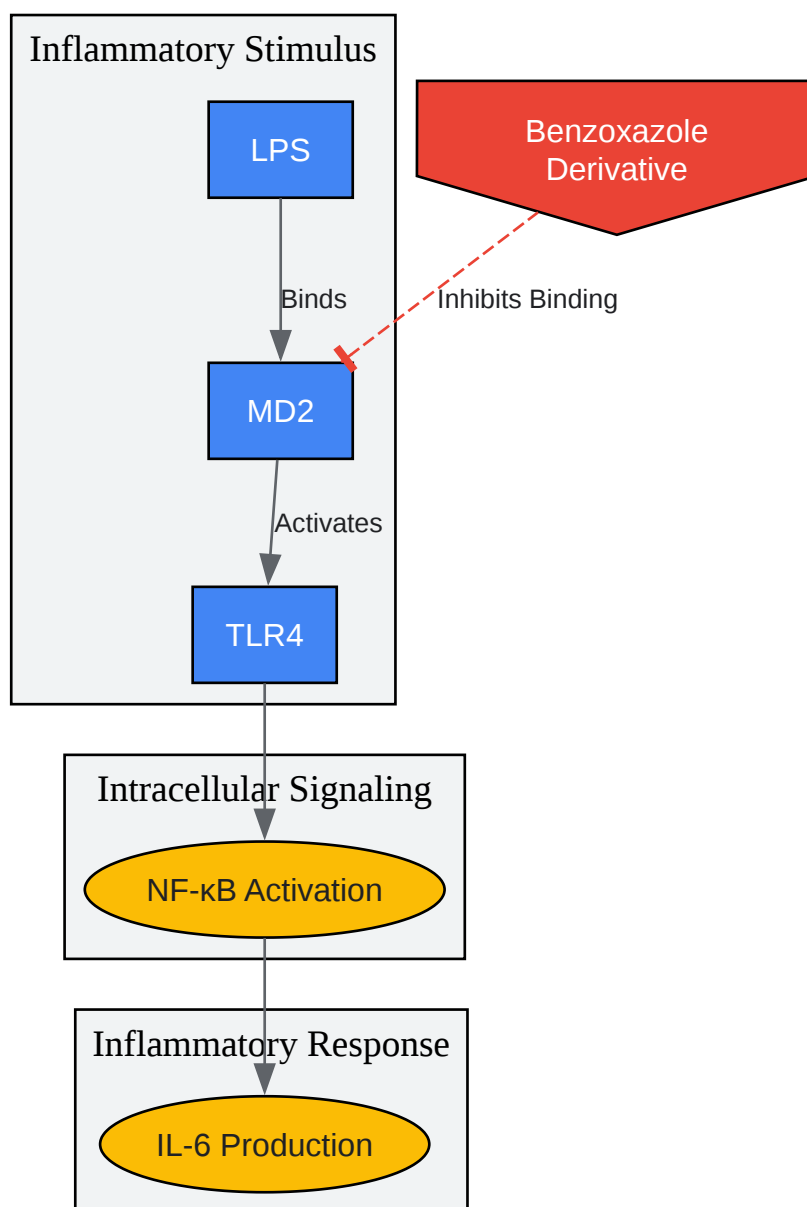 Inflammatory Stimulus
LPS
Benzoxazole
Derivative
Binds
Inhibits Binding
MD2
Activates
TLR4
Intracellular Signaling
NF-κB Activation
Inflammatory Response
IL-6 Production